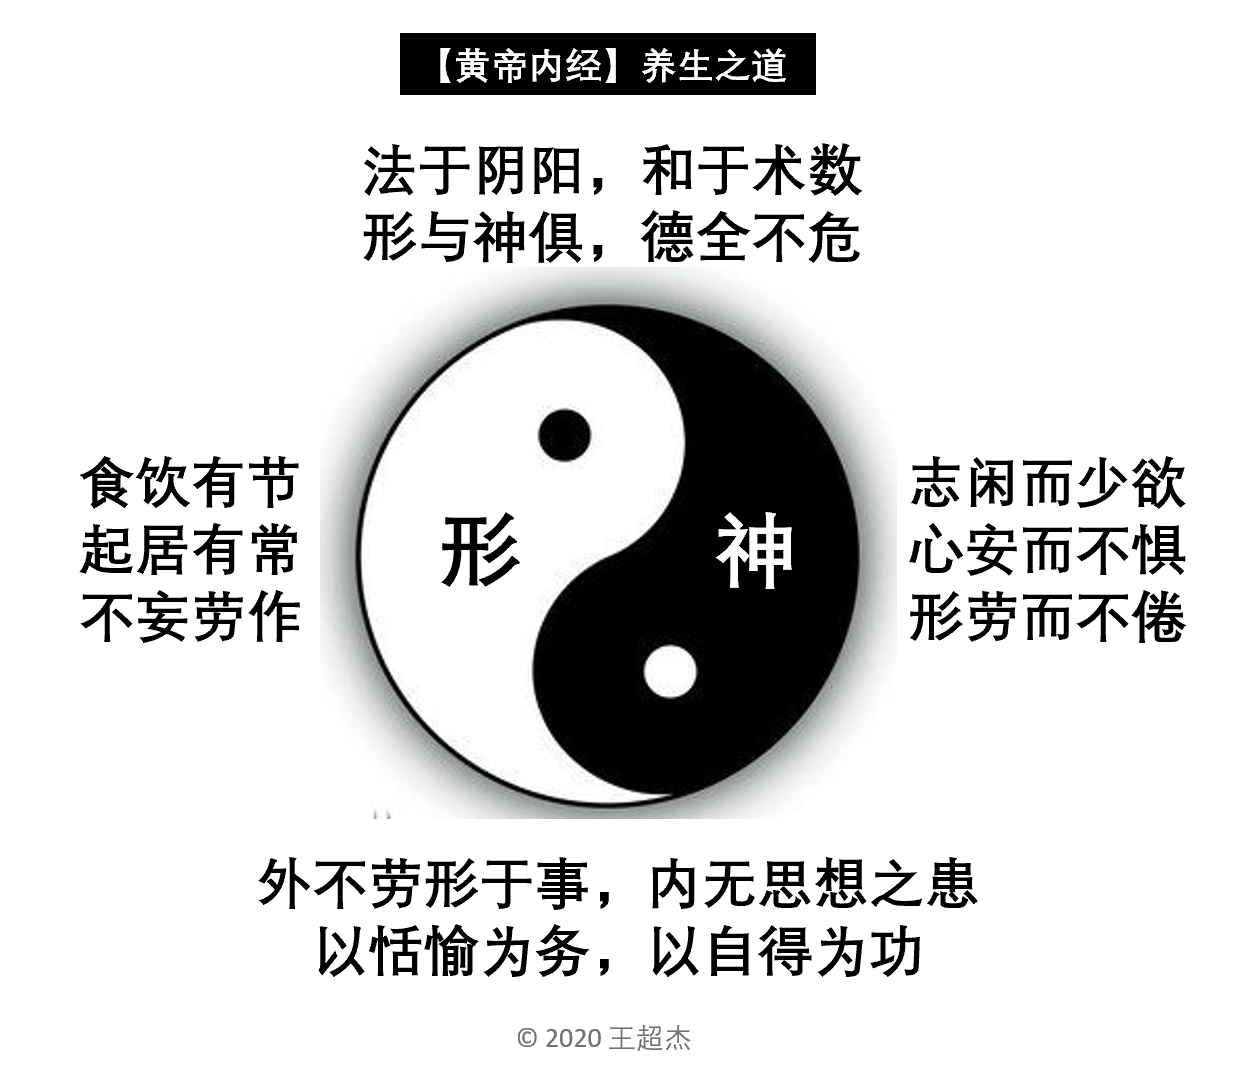 【黄帝内经】养生之道
法于阴阳，和于术数
形与神俱，德全不危
食饮有节
起居有常
不妄劳作
形
神
志闲而少欲
心安而不惧
形劳而不倦
外不劳形于事，内无思想之患
以恬愉为务，以自得为功
© 2020 王超杰